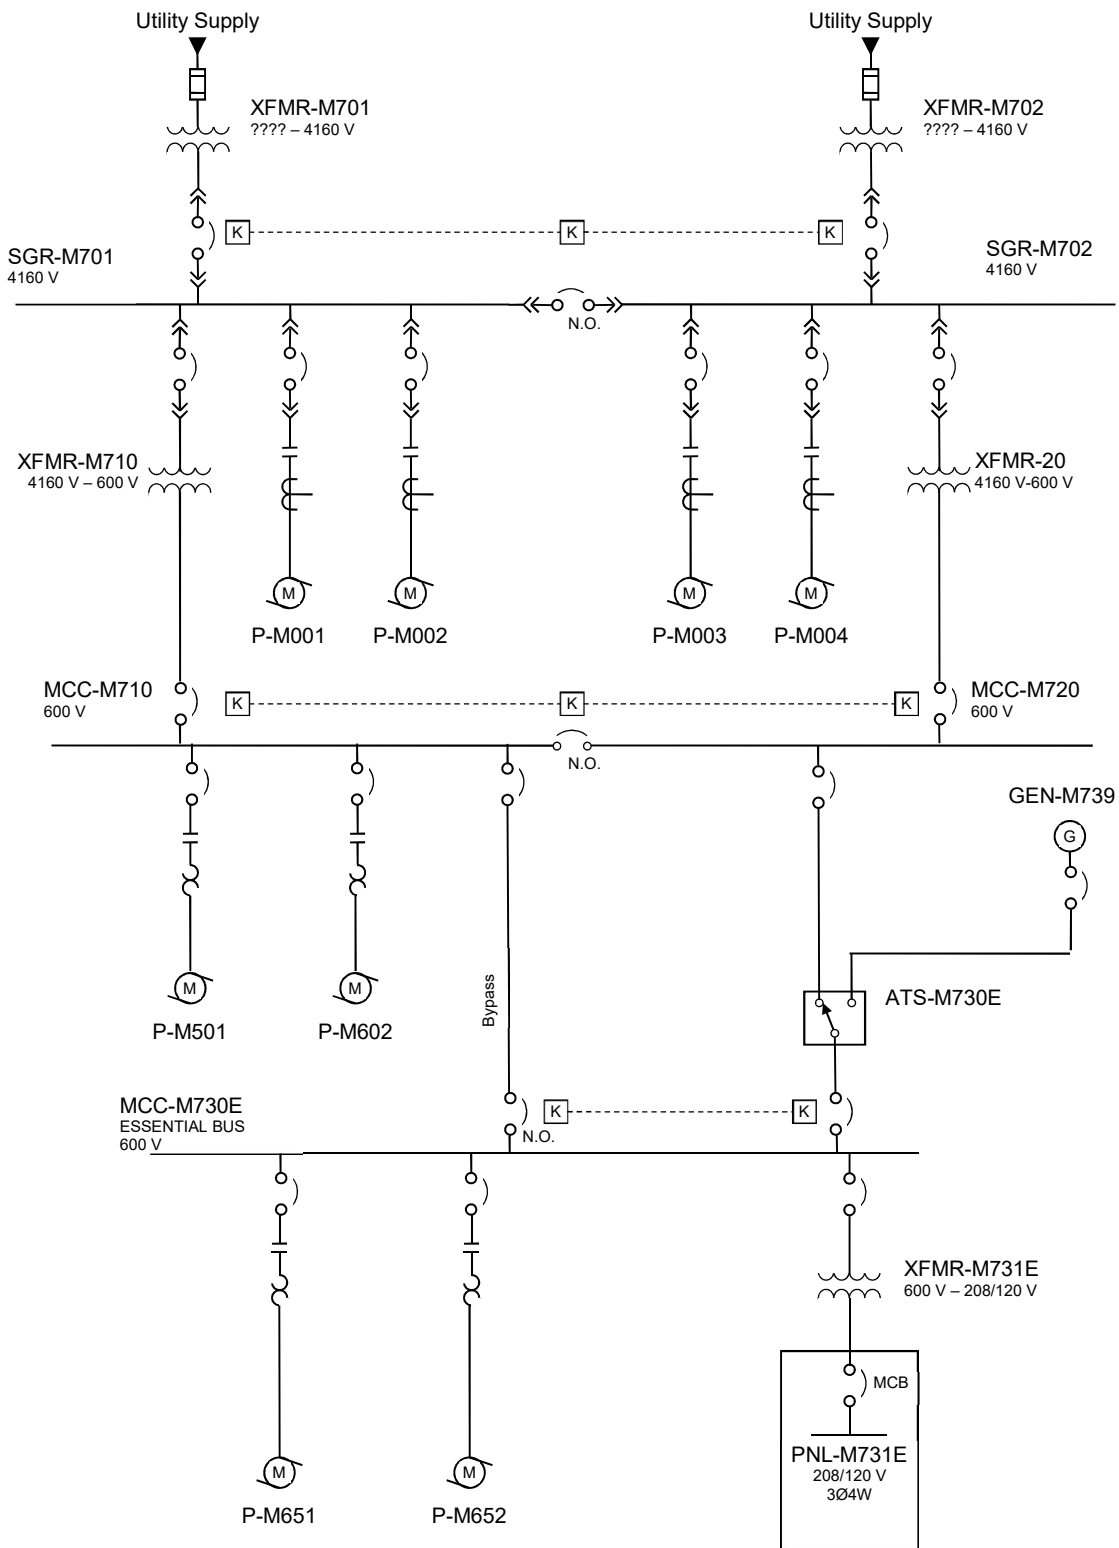 Utility Supply
Utility Supply
XFMR-M701
???? – 4160 V
XFMR-M702
???? – 4160 V
K
K
K
SGR-M701
4160 V
SGR-M702
4160 V
N.O.
XFMR-M710
4160 V – 600 V
XFMR-20
4160 V-600 V
M
M
M
M
P-M001
P-M002
P-M003
P-M004
MCC-M710
600 V
K
K
K
MCC-M720
600 V
N.O.
GEN-M739
G
M
M
P-M501
P-M602
Bypass
ATS-M730E
MCC-M730E
ESSENTIAL BUS
600 V
K
K
N.O.
XFMR-M731E
600 V – 208/120 V
MCB
PNL-M731E
208/120 V
3Ø4W
M
M
P-M651
P-M652